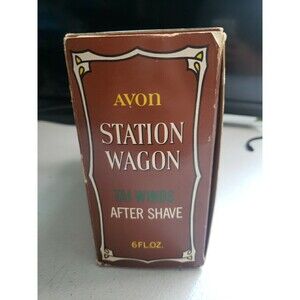 AVON
STATION
WAGON
TAI WINDS
AFTER SHAVE
6 FL.OZ.